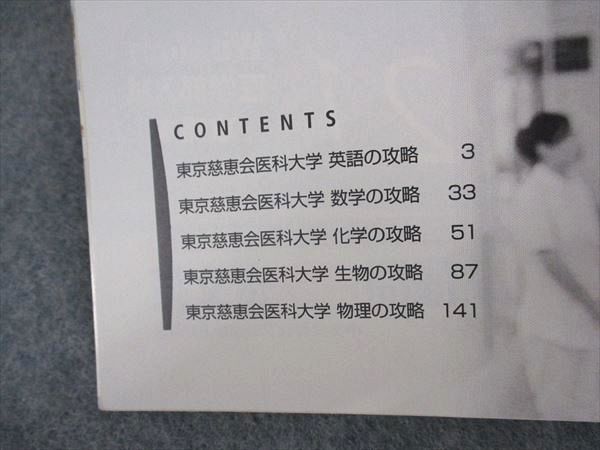 CONTENTS
東京慈恵会医科大学 英語の攻略 3
東京慈恵会医科大学 数学の攻略 33
東京慈恵会医科大学 化学の攻略 51
東京慈恵会医科大学 生物の攻略 87
東京慈恵会医科大学 物理の攻略 141